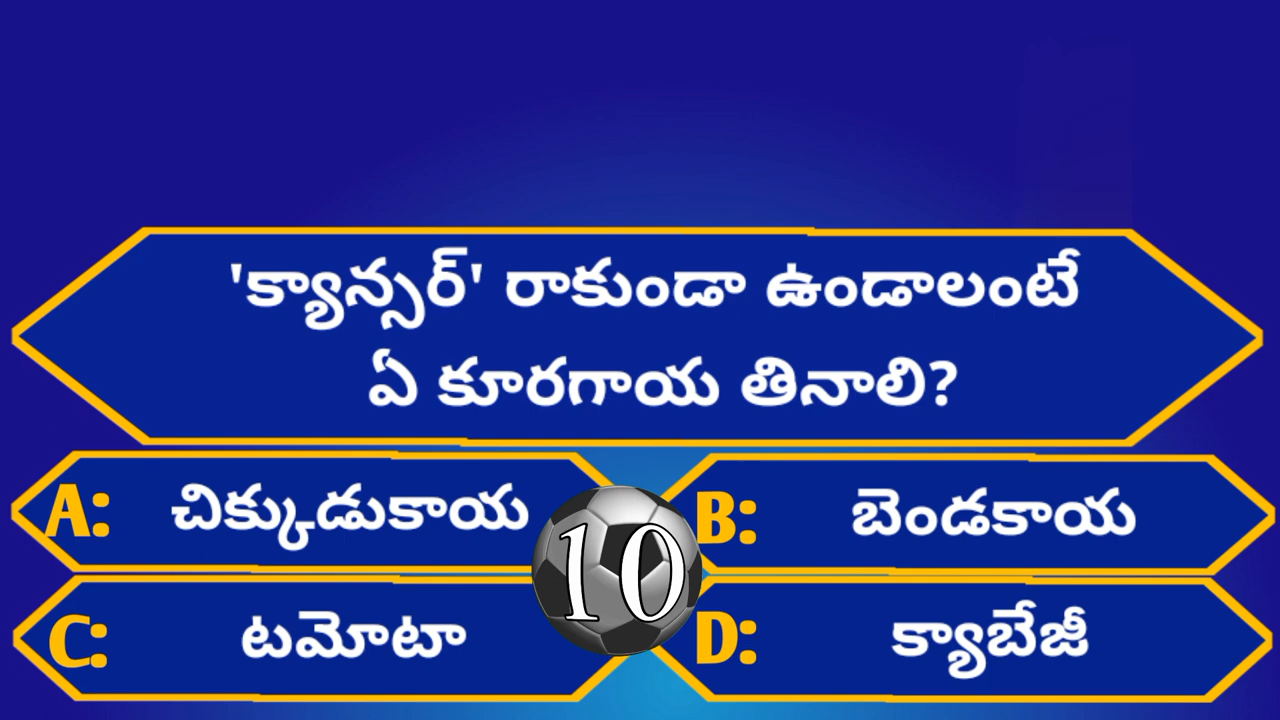 'క్యాన్సర్' రాకుండా ఉండాలంటే
ఏ కూరగాయ తినాలి?
A: చిక్కుడుకాయ
B: బెండకాయ
10
C: టమోటా
D: క్యాబేజీ